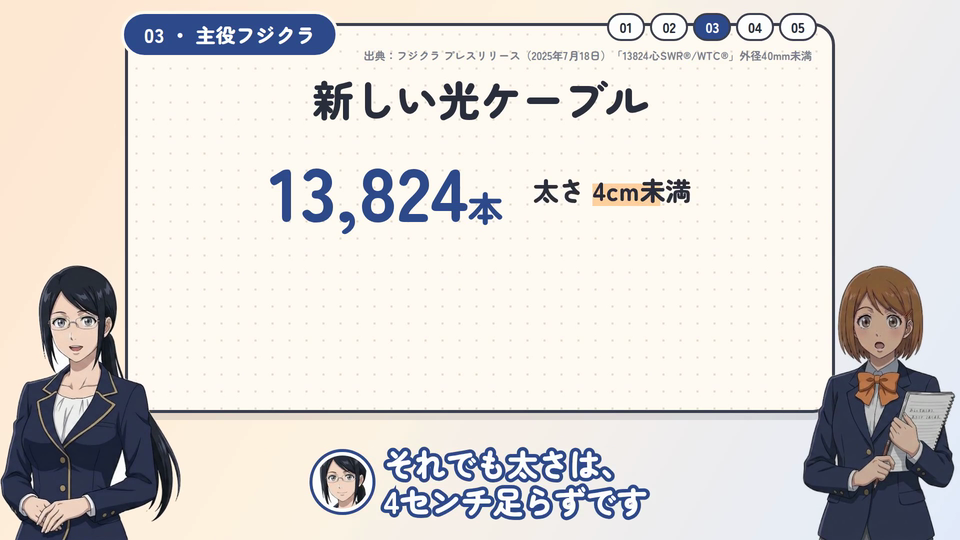 03 ・ 主役フジクラ
01 02 03 04 05
出典：フジクラ プレスリリース（2025年7月18日）「13824心SWR®/WTC®」外径40mm未満
新しい光ケーブル
13,824本
太さ 4cm未満
それでも太さは、
4センチ足らずです